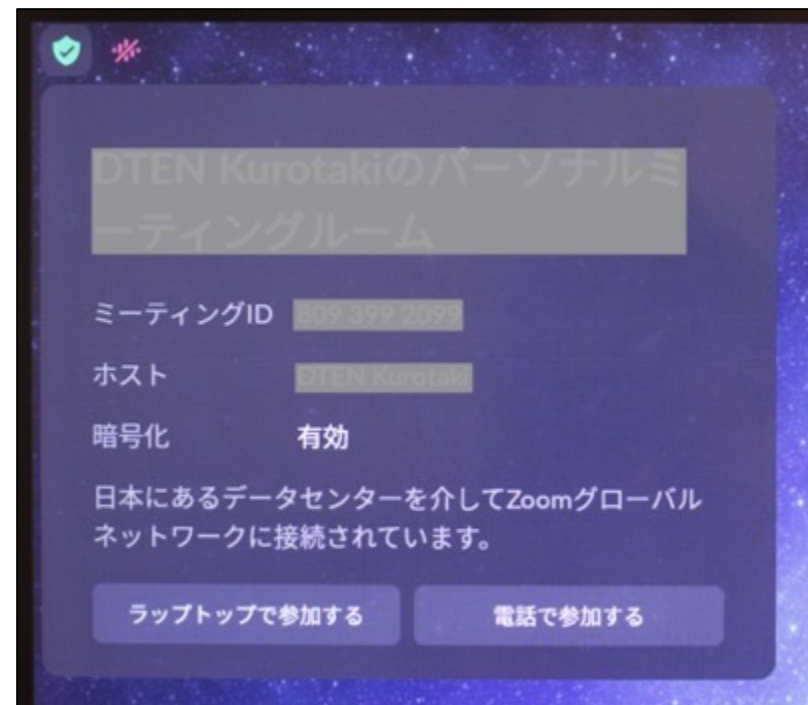 DTEN Kurotakiのパーソナルミ
ーティングルーム
ミーティングID 809 399 2099
ホスト DTEN Kurotaki
暗号化 有効
日本にあるデータセンターを介してZoomグローバル
ネットワークに接続されています。
ラップトップで参加する 電話で参加する